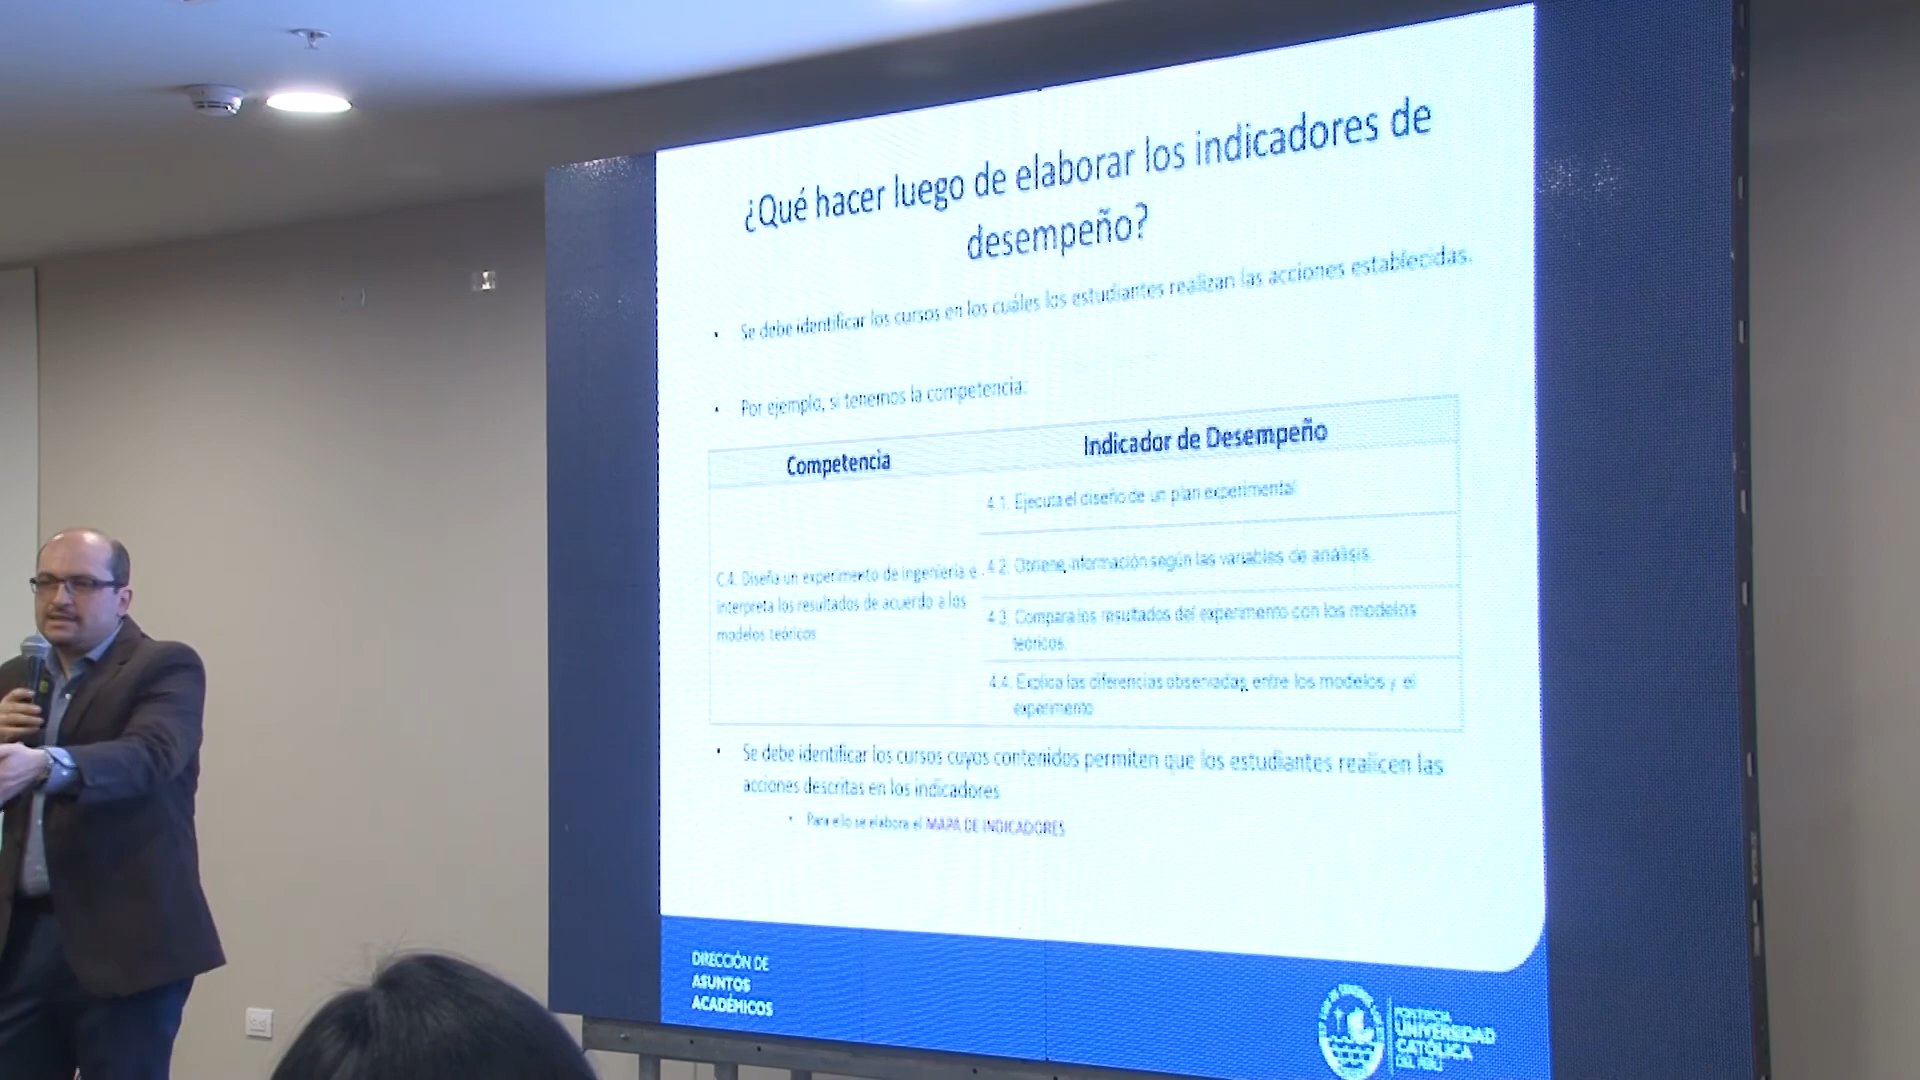 ¿Qué hacer luego de elaborar los indicadores de
desempeño?
• Se debe identificar los cursos en los cuáles los estudiantes realizan las acciones establecidas.
• Por ejemplo, si tenemos la competencia:
Competencia
Indicador de Desempeño
C.4. Diseña un experimento de ingeniería e
interpreta los resultados de acuerdo a los
modelos teóricos
4.1. Ejecuta el diseño de un plan experimental
4.2. Obtiene información según las variables de análisis.
4.3. Compara los resultados del experimento con los modelos
teóricos.
4.4. Explica las diferencias observadas entre los modelos y el
experimento
• Se debe identificar los cursos cuyos contenidos permiten que los estudiantes realicen las
acciones descritas en los indicadores
• Para ello se elabora el MAPA DE INDICADORES
DIRECCIÓN DE
ASUNTOS
ACADÉMICOS
PONTIFICIA
UNIVERSIDAD
CATÓLICA
DEL PERÚ